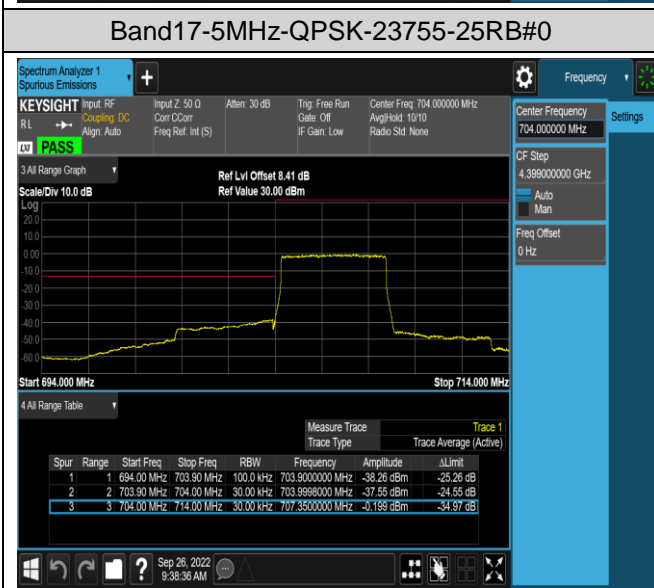 Band17-5MHz-QPSK-23755-25RB#0
Spectrum Analyzer 1
Spurious Emissions
+
Frequency
KEYSIGHT
RL
LXI
PASS
Input: RF
Coupling: DC
Align: Auto
Input Z: 50 Ω
Corr CCorr
Freq Ref: Int (S)
Atten: 30 dB
Trig: Free Run
Gate: Off
IF Gain: Low
Center Freq: 704.000000 MHz
Avg|Hold: 10/10
Radio Std: None
Center Frequency
704.000000 MHz
Settings
CF Step
4.399000000 GHz
Auto
Man
Freq Offset
0 Hz
3 All Range Graph
Scale/Div 10.0 dB
Ref Lvl Offset 8.41 dB
Ref Value 30.00 dBm
Log
20.0
10.0
0.00
-10.0
-20.0
-30.0
-40.0
-50.0
-60.0
Start 694.000 MHz
Stop 714.000 MHz
4 All Range Table
Measure Trace Trace 1
Trace Type Trace Average (Active)
Spur Range Start Freq Stop Freq RBW Frequency Amplitude ΔLimit
1 1 694.00 MHz 703.90 MHz 100.0 kHz 703.9000000 MHz -38.26 dBm -25.26 dB
2 2 703.90 MHz 704.00 MHz 30.00 kHz 703.9998000 MHz -37.55 dBm -24.55 dB
3 3 704.00 MHz 714.00 MHz 30.00 kHz 707.3500000 MHz -0.199 dBm -34.97 dB
?
Sep 26, 2022
9:38:36 AM